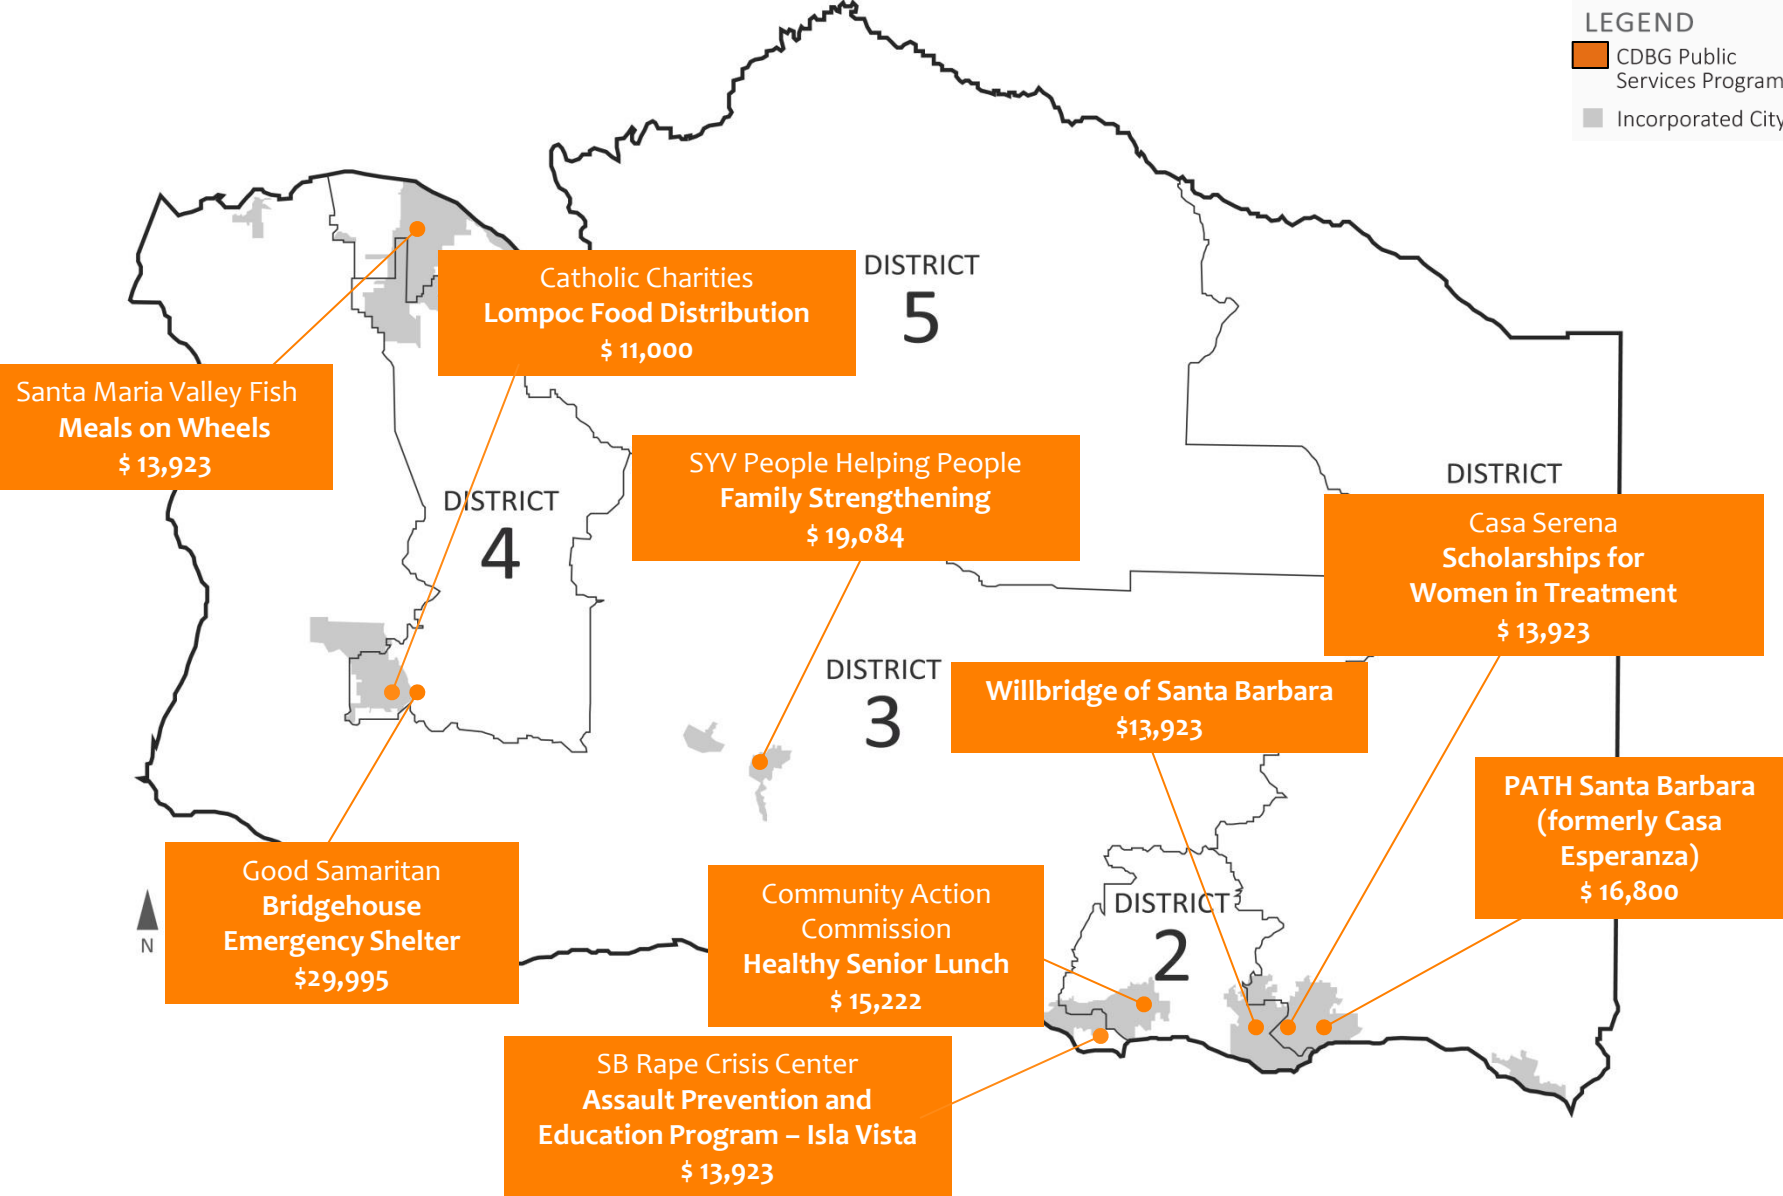 LEGEND
CDBG Public
Services Program
Incorporated City
DISTRICT
5
Catholic Charities
Lompoc Food Distribution
$ 11,000
Santa Maria Valley Fish
Meals on Wheels
$ 13,923
SYV People Helping People
Family Strengthening
$ 19,084
DISTRICT
4
DISTRICT
Casa Serena
Scholarships for
Women in Treatment
$ 13,923
DISTRICT
3
Willbridge of Santa Barbara
$13,923
PATH Santa Barbara
(formerly Casa
Esperanza)
$ 16,800
Good Samaritan
Bridgehouse
Emergency Shelter
$29,995
N
Community Action
Commission
Healthy Senior Lunch
$ 15,222
DISTRICT
2
SB Rape Crisis Center
Assault Prevention and
Education Program – Isla Vista
$ 13,923